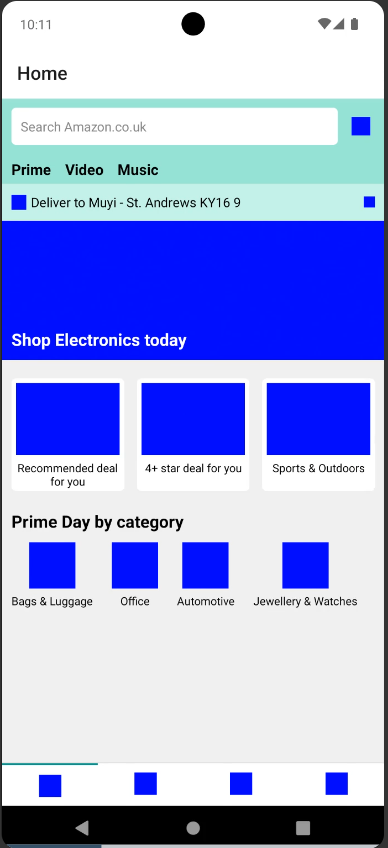 10:11
Home
Search Amazon.co.uk
Prime Video Music
Deliver to Muyi - St. Andrews KY16 9
Shop Electronics today
Recommended deal
for you
4+ star deal for you
Sports & Outdoors
Prime Day by category
Bags & Luggage
Office
Automotive
Jewellery & Watches